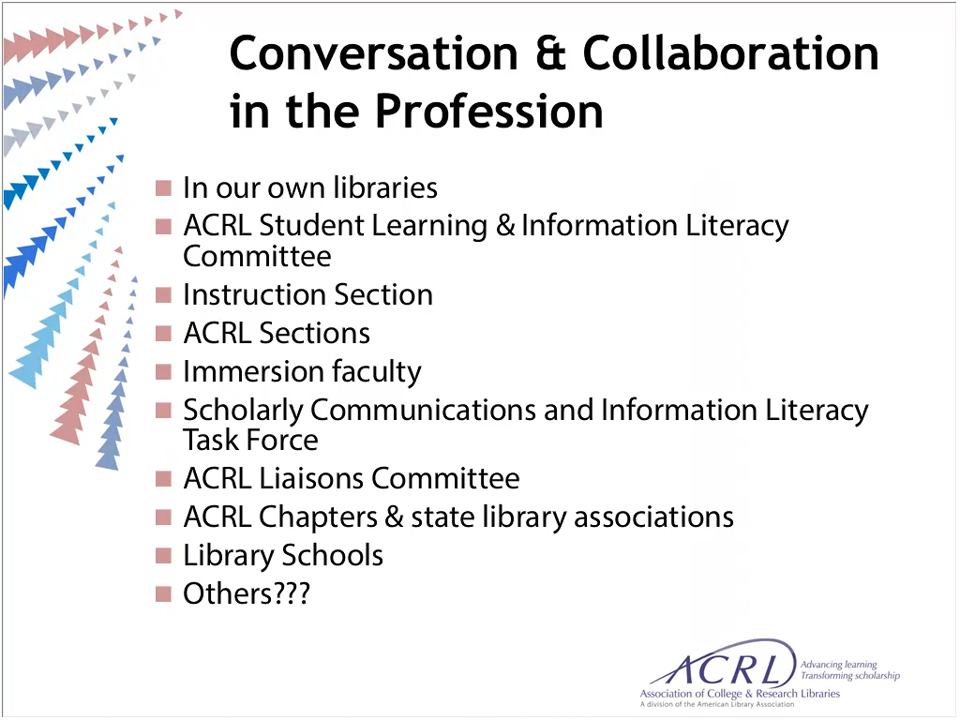 Conversation & Collaboration
in the Profession
In our own libraries
ACRL Student Learning & Information Literacy
Committee
Instruction Section
ACRL Sections
Immersion faculty
Scholarly Communications and Information Literacy
Task Force
ACRL Liaisons Committee
ACRL Chapters & state library associations
Library Schools
Others???
ACRL
Advancing learning
Transforming scholarship
Association of College & Research Libraries
A division of the American Library Association